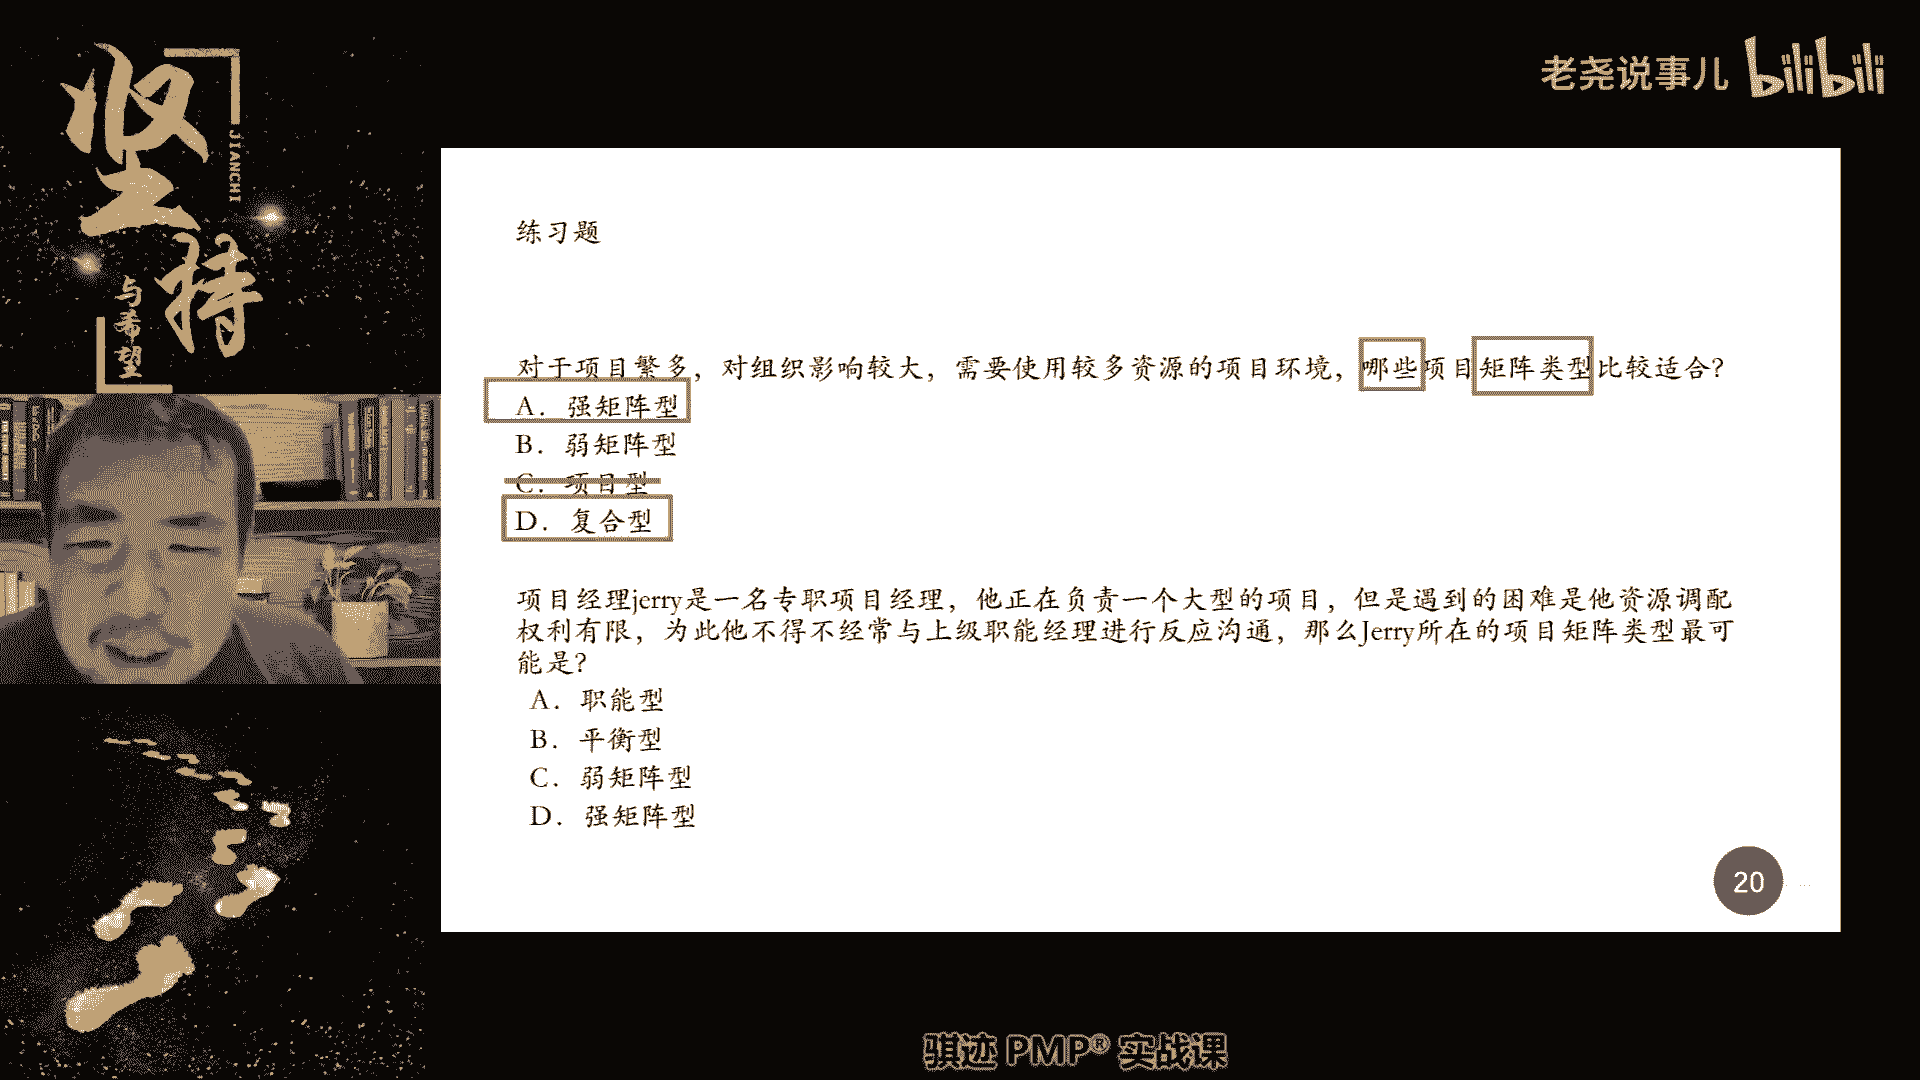 坚持
JIANCHI
与希望
老尧说事儿 bilibili
练习题
对于项目繁多，对组织影响较大，需要使用较多资源的项目环境，哪些项目矩阵类型比较适合？
A. 强矩阵型
B. 弱矩阵型
C. 项目型
D. 复合型
项目经理jerry是一名专职项目经理，他正在负责一个大型的项目，但是遇到的困难是他资源调配
权利有限，为此他不得不经常与上级职能经理进行反应沟通，那么Jerry所在的项目矩阵类型最可
能是？
A. 职能型
B. 平衡型
C. 弱矩阵型
D. 强矩阵型
20
骐迹 PMP® 实战课